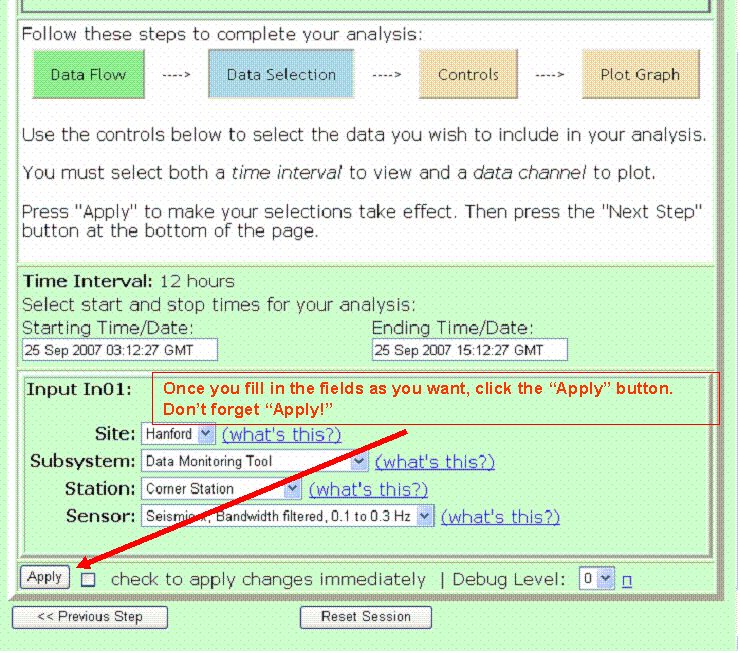 Follow these steps to complete your analysis:
Data Flow ----> Data Selection ----> Controls ----> Plot Graph
Use the controls below to select the data you wish to include in your analysis.
You must select both a time interval to view and a data channel to plot.
Press "Apply" to make your selections take effect. Then press the "Next Step"
button at the bottom of the page.
Time Interval: 12 hours
Select start and stop times for your analysis:
Starting Time/Date: Ending Time/Date:
25 Sep 2007 03:12:27 GMT 25 Sep 2007 15:12:27 GMT
Input In01: Once you fill in the fields as you want, click the “Apply” button.
Don’t forget “Apply!”
Site: Hanford (what's this?)
Subsystem: Data Monitoring Tool (what's this?)
Station: Corner Station (what's this?)
Sensor: Bandwidth filtered, 0.1 to 0.3 Hz (what's this?)
Apply check to apply changes immediately | Debug Level: 0
<< Previous Step Reset Session